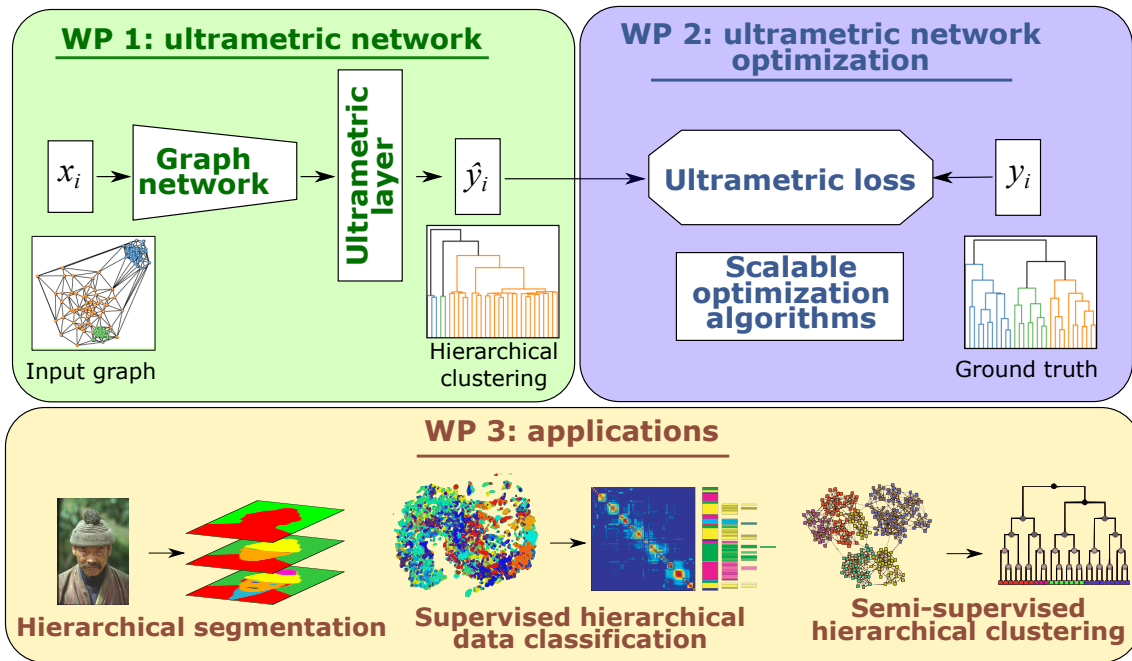 WP 1: ultrametric network
x_i
Graph
network
Ultrametric
layer
ŷ_i
Input graph
Hierarchical
clustering
WP 2: ultrametric network
optimization
Ultrametric loss
y_i
Scalable
optimization
algorithms
Ground truth
WP 3: applications
Hierarchical segmentation
Supervised hierarchical
data classification
Semi-supervised
hierarchical clustering